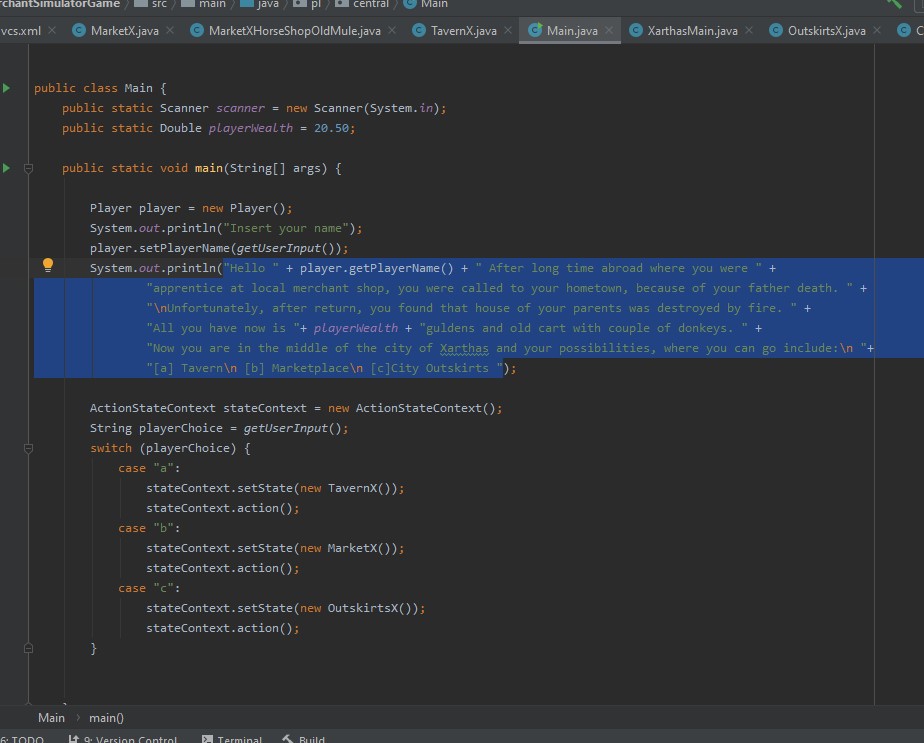 rchantSimulatorGame src main java pl central Main
vcs.xml MarketX.java MarketXHorseShopOldMule.java TavernX.java Main.java XarthasMain.java OutskirtsX.java C
public class Main {
public static Scanner scanner = new Scanner(System.in);
public static Double playerWealth = 20.50;
public static void main(String[] args) {
Player player = new Player();
System.out.println("Insert your name");
player.setPlayerName(getUserInput());
System.out.println("Hello " + player.getPlayerName() + " After long time abroad where you were " +
"apprentice at local merchant shop, you were called to your hometown, because of your father death. " +
"\nUnfortunately, after return, you found that house of your parents was destroyed by fire. " +
"All you have now is "+ playerWealth + "guldens and old cart with couple of donkeys. " +
"Now you are in the middle of the city of Xarthas and your possibilities, where you can go include:\n "+
"[a] Tavern\n [b] Marketplace\n [c]City Outskirts ");
ActionStateContext stateContext = new ActionStateContext();
String playerChoice = getUserInput();
switch (playerChoice) {
case "a":
stateContext.setState(new TavernX());
stateContext.action();
case "b":
stateContext.setState(new MarketX());
stateContext.action();
case "c":
stateContext.setState(new OutskirtsX());
stateContext.action();
}
}
Main main()
6: TODO 9: Version Control Terminal Build